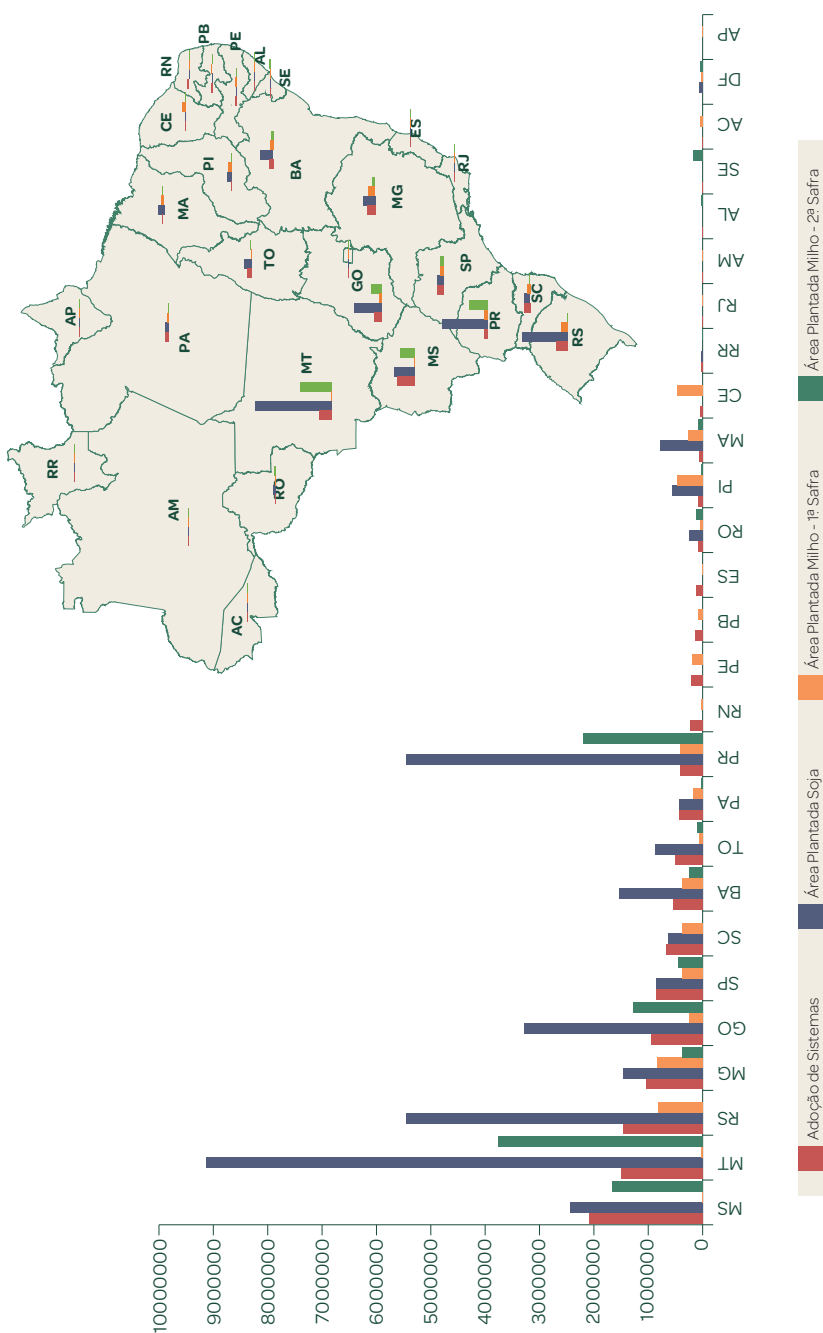 RN
PB
PE
AL
SE
CE
PI
MA
BA
ES
RJ
MG
TO
GO
SP
AP
PA
MT
MS
PR
SC
RS
RR
AM
RO
AC
10000000
9000000
8000000
7000000
6000000
5000000
4000000
3000000
2000000
1000000
0
MS
MT
RS
MG
GO
SP
SC
BA
TO
PA
PR
RN
PE
PB
ES
RO
PI
MA
CE
RR
RJ
AM
AL
SE
AC
DF
AP
Adoção de Sistemas
Área Plantada Soja
Área Plantada Milho - 1ª Safra
Área Plantada Milho - 2ª Safra